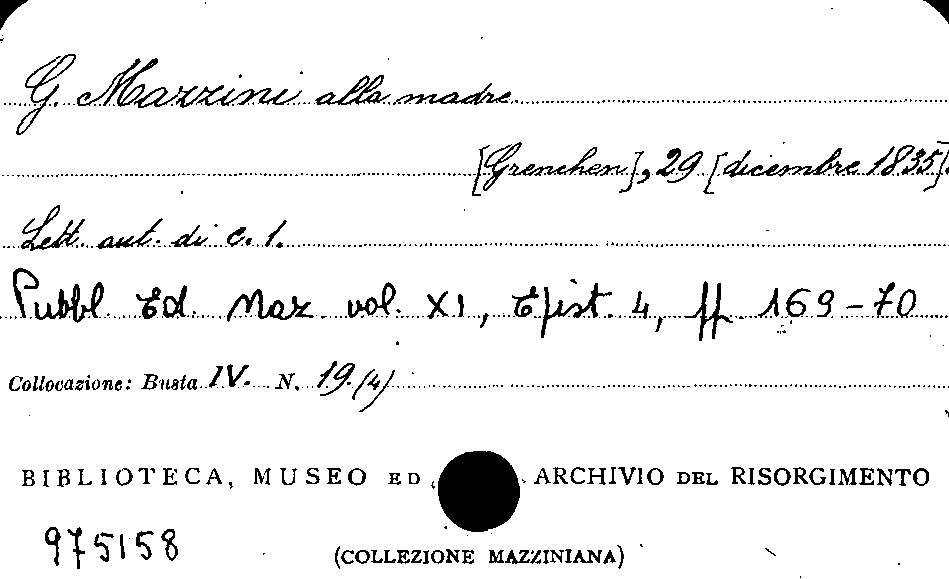 G. Mazzini alla madre
[Grenchen], 29 [dicembre 1835].
Lett. aut. di c. 1.
Pubbl. Ed. Naz. vol. XI, Epist. 4, pp. 169-70
Collocazione: Busta IV. N. 19.(4)
BIBLIOTECA, MUSEO ED ARCHIVIO DEL RISORGIMENTO
975158
(COLLEZIONE MAZZINIANA)